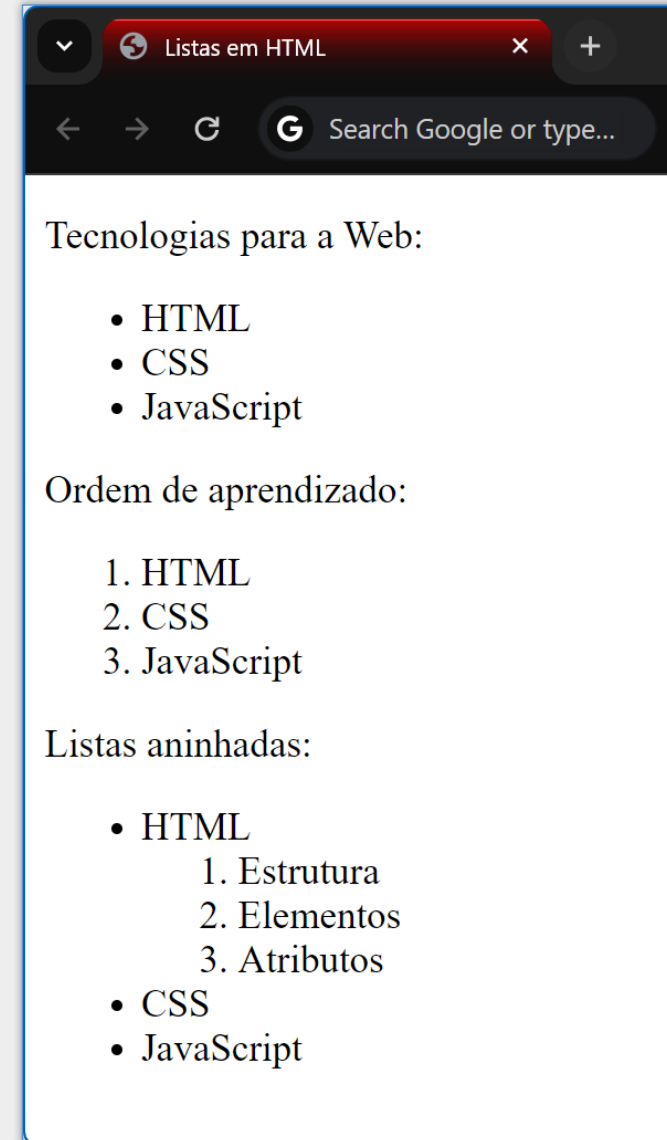 Listas em HTML
Search Google or type...
Tecnologias para a Web:
• HTML
• CSS
• JavaScript
Ordem de aprendizado:
1. HTML
2. CSS
3. JavaScript
Listas aninhadas:
• HTML
1. Estrutura
2. Elementos
3. Atributos
• CSS
• JavaScript